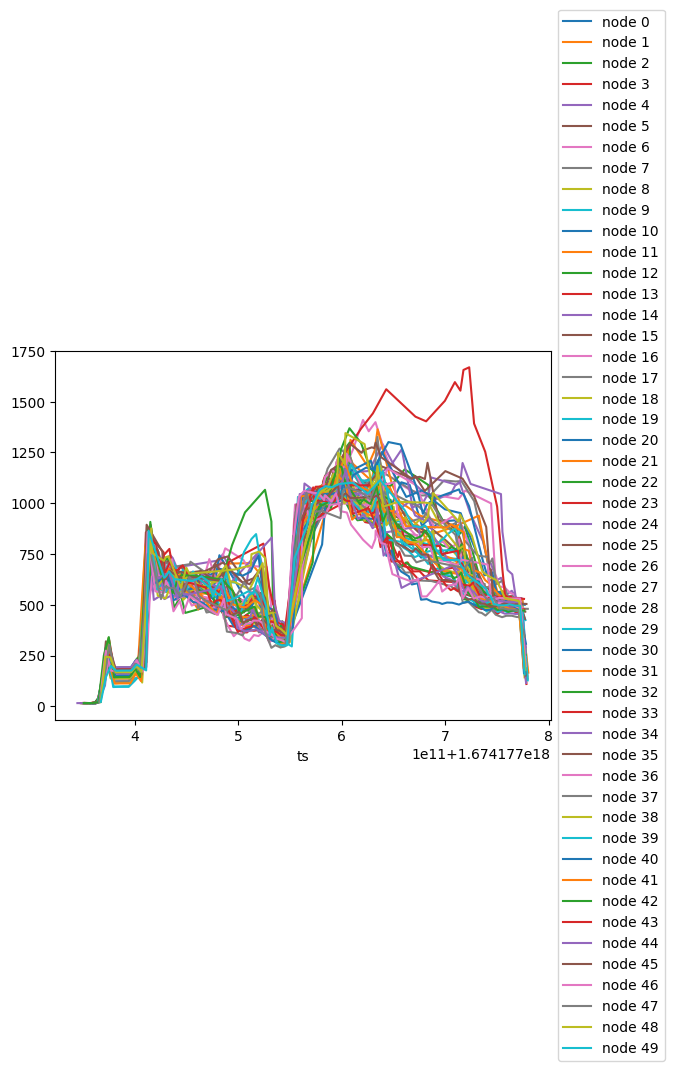 1750
1500
1250
1000
750
500
250
0
4 5 6 7 8
ts
1e11+1.674177e18
node 0
node 1
node 2
node 3
node 4
node 5
node 6
node 7
node 8
node 9
node 10
node 11
node 12
node 13
node 14
node 15
node 16
node 17
node 18
node 19
node 20
node 21
node 22
node 23
node 24
node 25
node 26
node 27
node 28
node 29
node 30
node 31
node 32
node 33
node 34
node 35
node 36
node 37
node 38
node 39
node 40
node 41
node 42
node 43
node 44
node 45
node 46
node 47
node 48
node 49